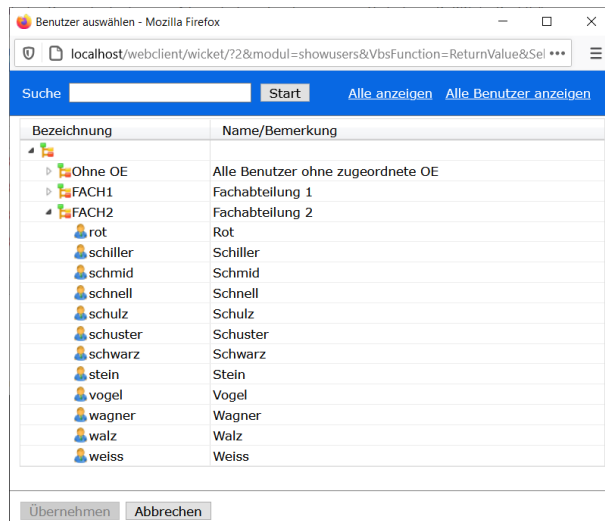 Benutzer auswählen - Mozilla Firefox
localhost/webclient/wicket/?2&modul=showusers&VbsFunction=ReturnValue&Sel
Suche Start Alle anzeigen Alle Benutzer anzeigen
Bezeichnung Name/Bemerkung
Ohne OE Alle Benutzer ohne zugeordnete OE
FACH1 Fachabteilung 1
FACH2 Fachabteilung 2
rot Rot
schiller Schiller
schmid Schmid
schnell Schnell
schulz Schulz
schuster Schuster
schwarz Schwarz
stein Stein
vogel Vogel
wagner Wagner
walz Walz
weiss Weiss
Übernehmen Abbrechen